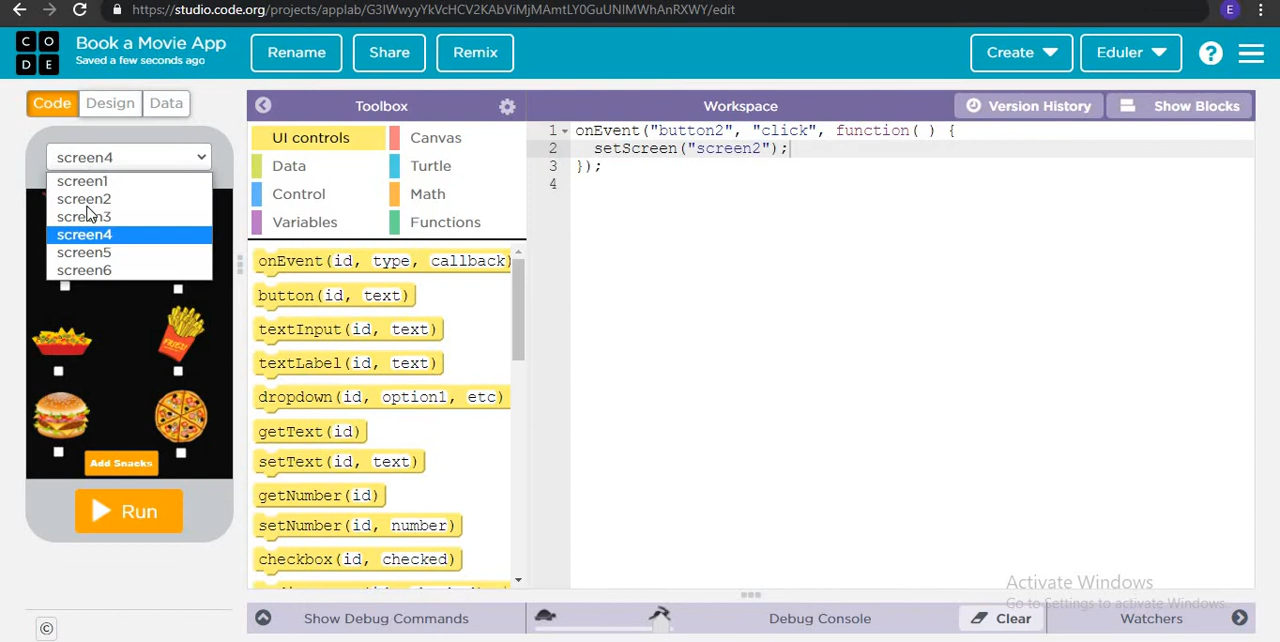 https://studio.code.org/projects/applab/G3IWwyyYkVcHCV2KAbViMjMAmtLY0GuUNIMWhAnRXWY/edit
E
C O
D E
Book a Movie App
Saved a few seconds ago
Rename
Share
Remix
Create
Eduler
?
Code
Design
Data
Toolbox
Workspace
Version History
Show Blocks
screen4
screen1
screen2
screen3
screen4
screen5
screen6
Add Snacks
Run
UI controls
Canvas
Data
Turtle
Control
Math
Variables
Functions
onEvent(id, type, callback)
button(id, text)
textInput(id, text)
textLabel(id, text)
dropdown(id, option1, etc)
getText(id)
setText(id, text)
getNumber(id)
setNumber(id, number)
checkbox(id, checked)
1 onEvent("button2", "click", function( ) {
2 setScreen("screen2");
3 });
4
Activate Windows
Go to Settings to activate Windows.
Show Debug Commands
Debug Console
Clear
Watchers
©